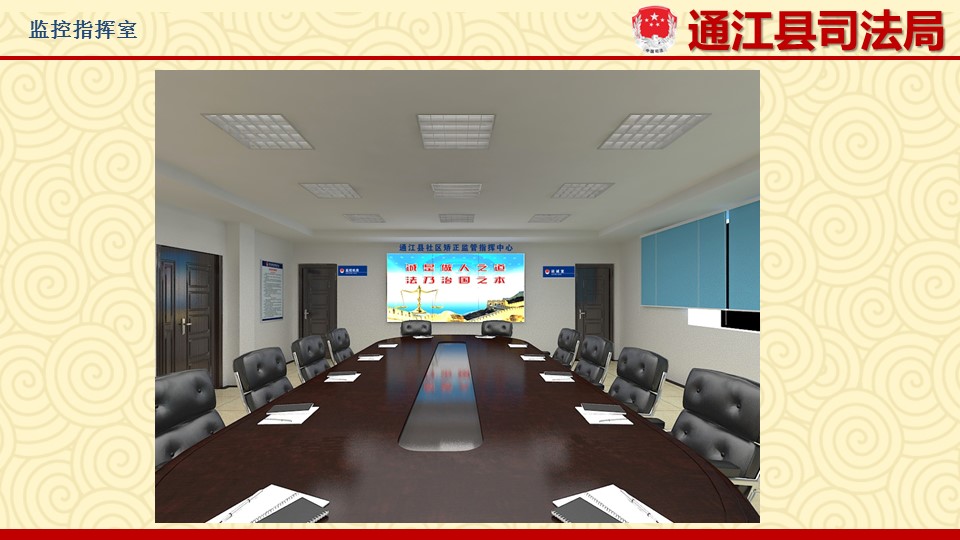 监控指挥室
通江县司法局
通江县社区矫正监管指挥中心
诚是做人之道
法乃治国之本